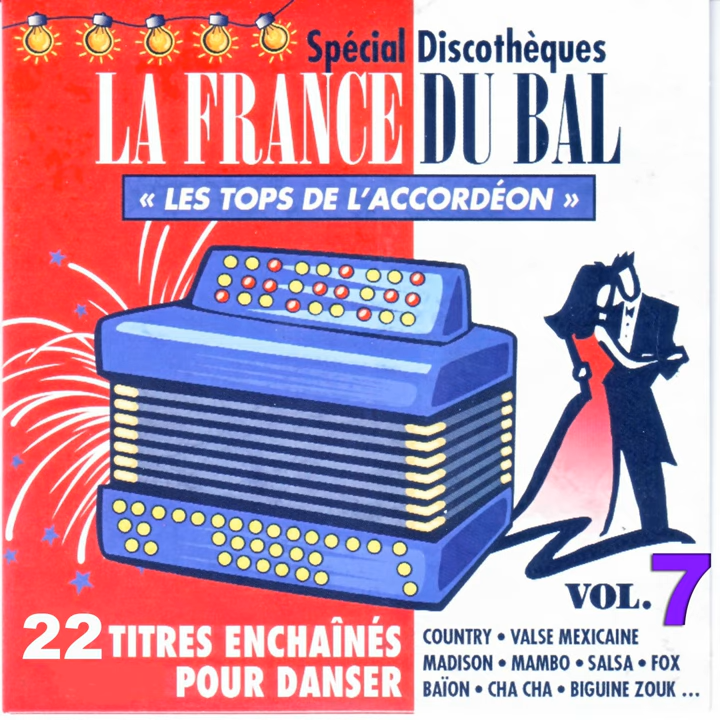 Spécial Discothèques
LA FRANCE DU BAL
« LES TOPS DE L'ACCORDÉON »
VOL. 7
22 TITRES ENCHAÎNÉS
POUR DANSER
COUNTRY • VALSE MEXICAINE
MADISON • MAMBO • SALSA • FOX
BAÏON • CHA CHA • BIGUINE ZOUK ...